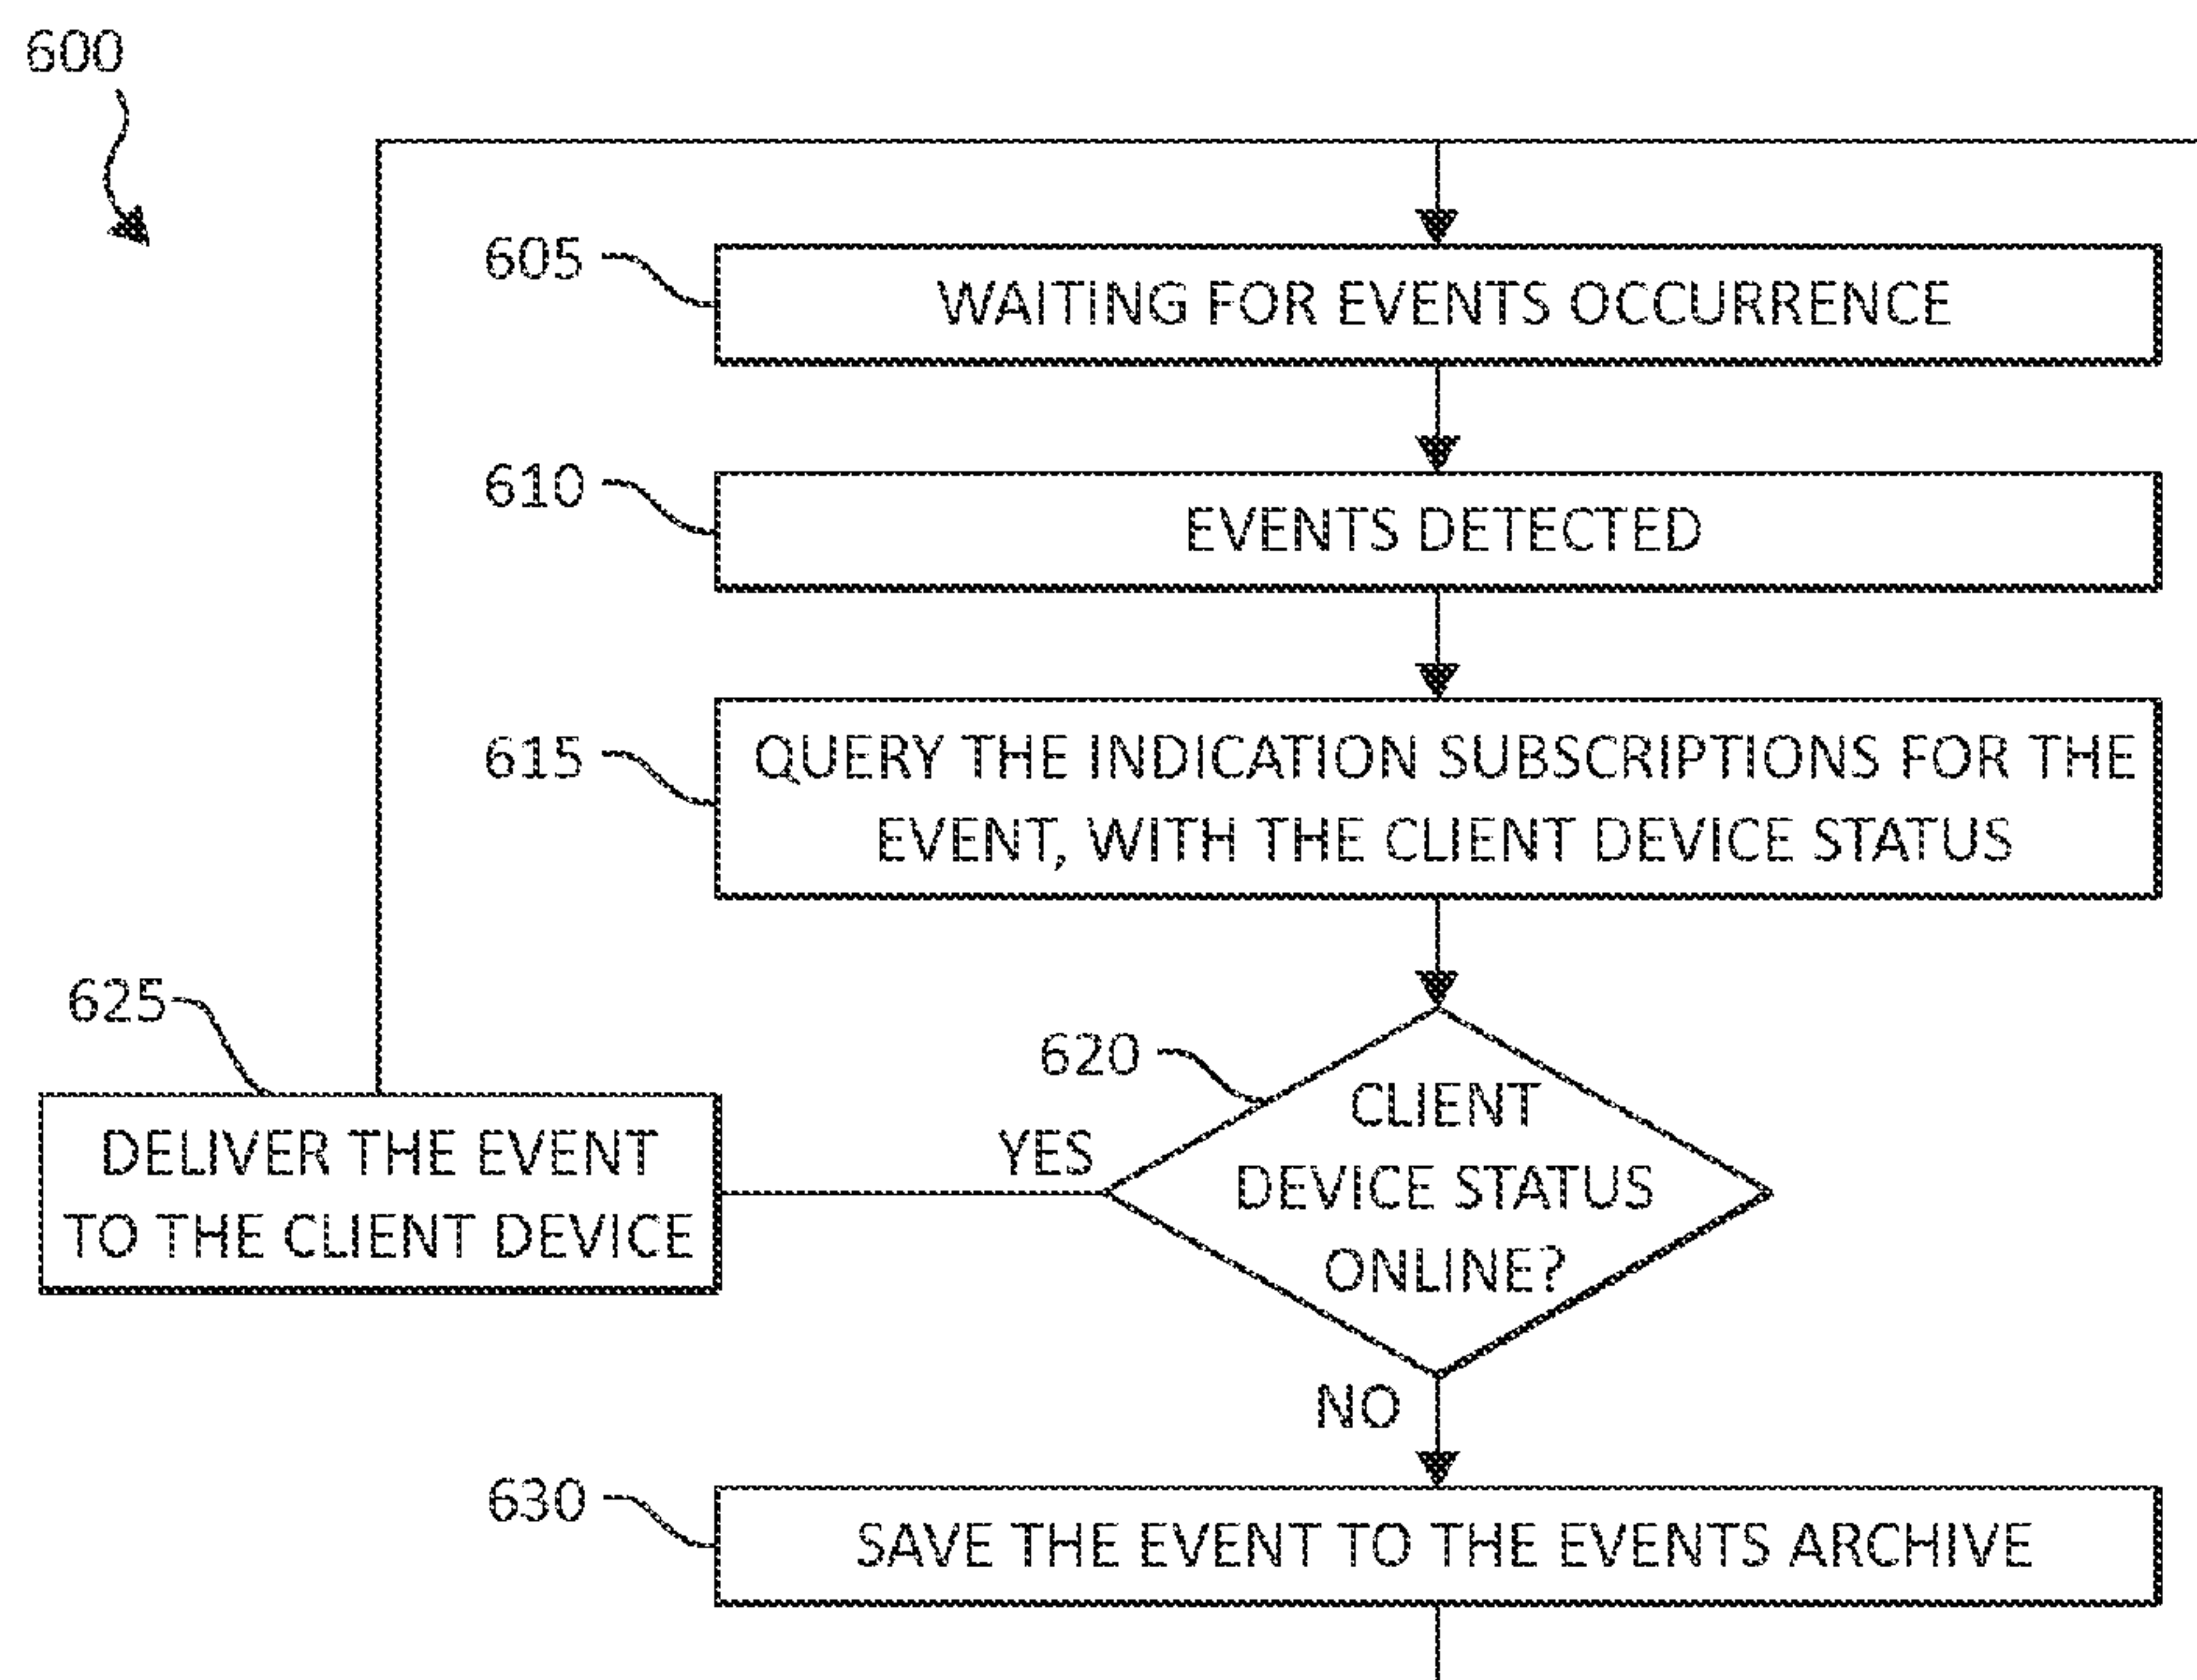 600
605
WAITING FOR EVENTS OCCURRENCE
610
EVENTS DETECTED
615
QUERY THE INDICATION SUBSCRIPTIONS FOR THE
EVENT, WITH THE CLIENT DEVICE STATUS
625
620
CLIENT
DEVICE STATUS
ONLINE?
YES
DELIVER THE EVENT
TO THE CLIENT DEVICE
NO
630
SAVE THE EVENT TO THE EVENTS ARCHIVE